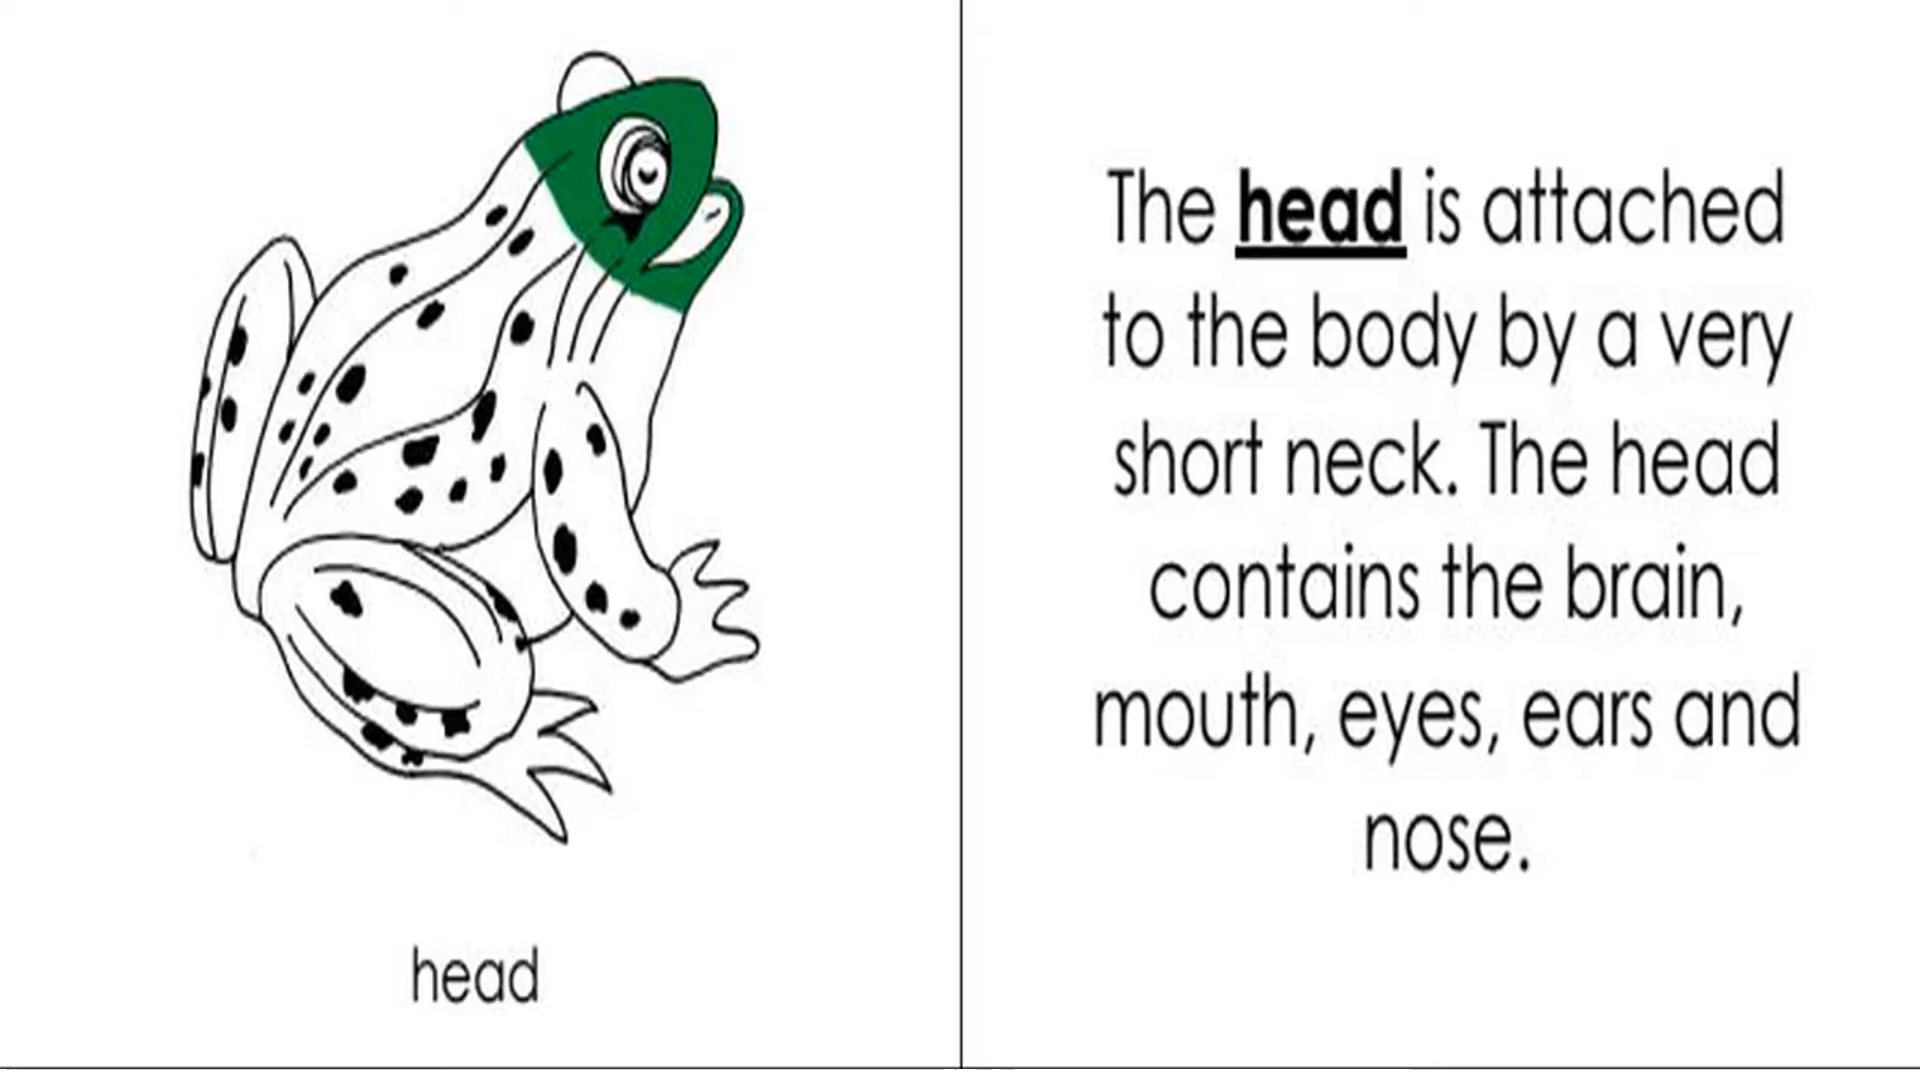 The head is attached
to the body by a very
short neck. The head
contains the brain,
mouth, eyes, ears and
nose.
head